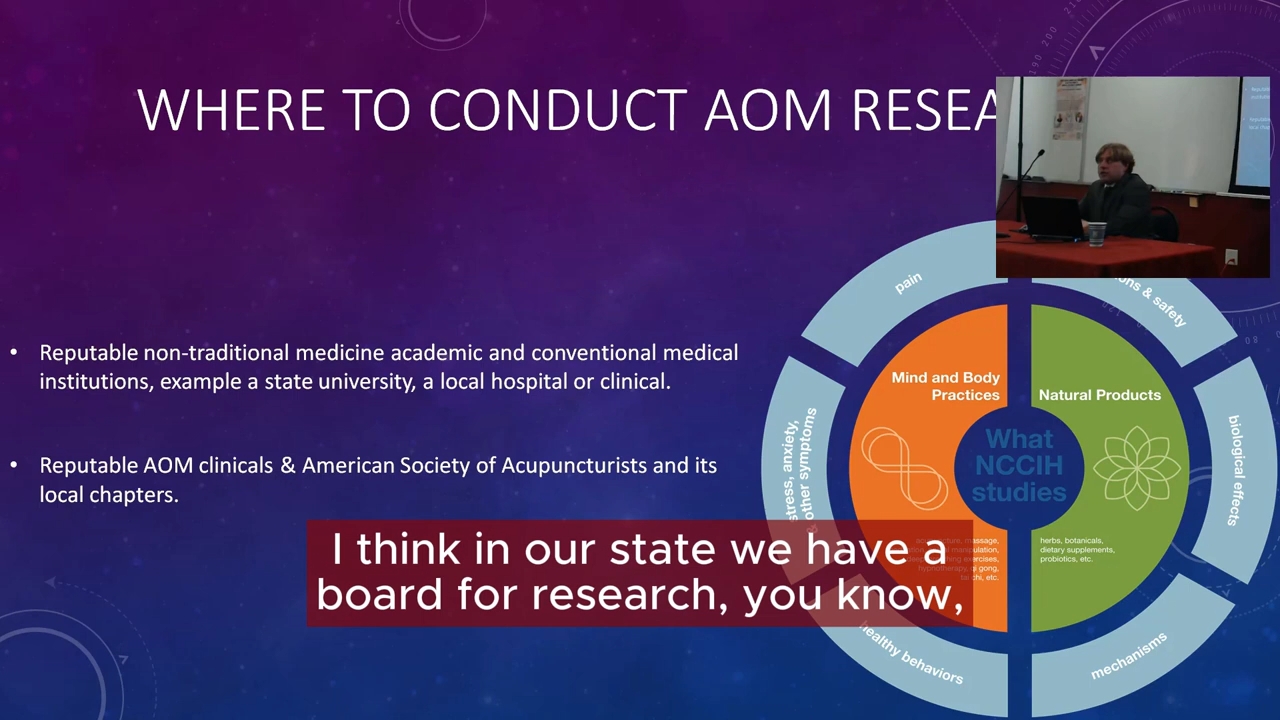 WHERE TO CONDUCT AOM
• Reputable non-traditional medicine academic and conventional medical
institutions, example a state university, a local hospital or clinical.
• Reputable AOM clinicals & American Society of Acupuncturists and its
local chapters.
pain
& safety
stress, anxiety,
& other symptoms
biological effects
healthy behaviors
mechanisms
Mind and Body
Practices
Natural Products
What
NCCIH
studies
herbs, botanicals,
dietary supplements,
probiotics, etc.
I think in our state we have a
board for research, you know,